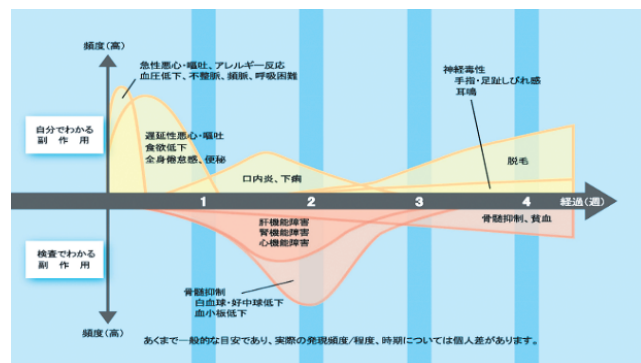 頻度(高)
急性悪心・嘔吐、アレルギー反応
血圧低下、不整脈、頻脈、呼吸困難
神経毒性
手指・足趾しびれ感
耳鳴
自分でわかる
副作用
遅延性悪心・嘔吐
食欲低下
全身倦怠感、便秘
口内炎、下痢
脱毛
1
2
3
4
経過(週)
肝機能障害
腎機能障害
心機能障害
骨髄抑制、貧血
検査でわかる
副作用
骨髄抑制
白血球・好中球低下
血小板低下
頻度(高)
あくまで一般的な目安であり、実際の発現頻度/程度、時期については個人差があります。